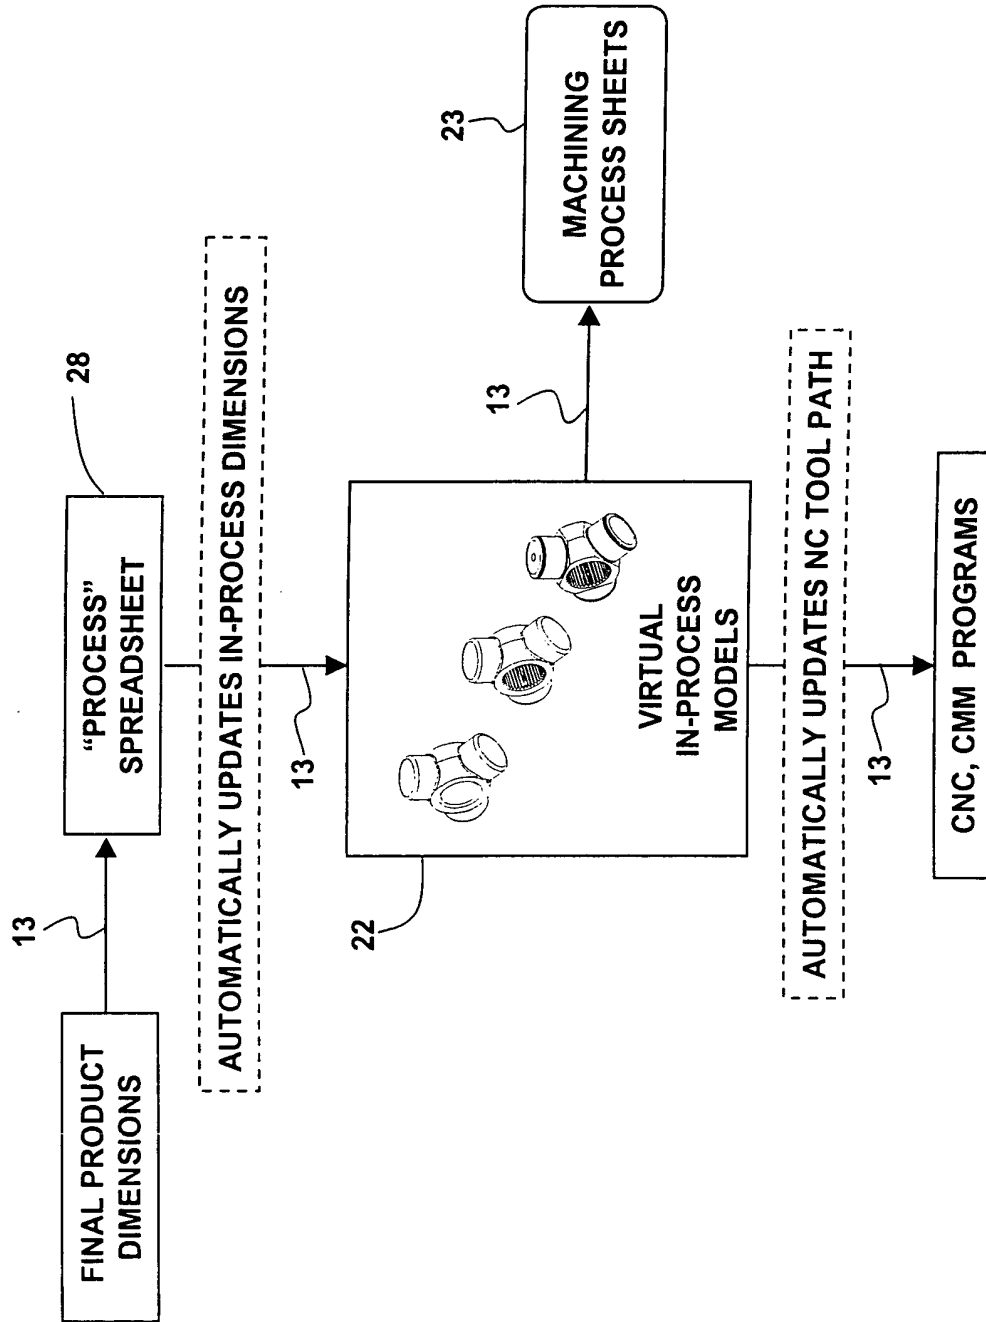 FINAL PRODUCT
DIMENSIONS
13
"PROCESS"
SPREADSHEET
28
AUTOMATICALLY UPDATES IN-PROCESS DIMENSIONS
13
22
VIRTUAL
IN-PROCESS
MODELS
13
MACHINING
PROCESS SHEETS
23
AUTOMATICALLY UPDATES NC TOOL PATH
13
CNC, CMM PROGRAMS